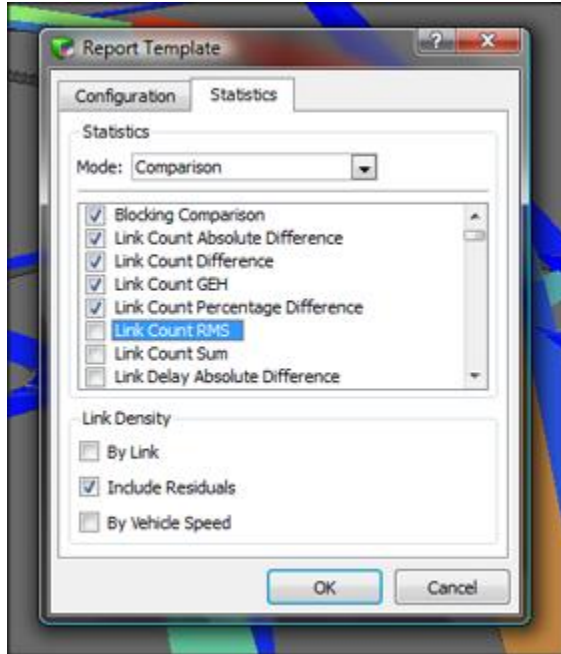 Report Template
Configuration Statistics
Statistics
Mode: Comparison
Blocking Comparison
Link Count Absolute Difference
Link Count Difference
Link Count GEH
Link Count Percentage Difference
Link Count RMS
Link Count Sum
Link Delay Absolute Difference
Link Density
By Link
Include Residuals
By Vehicle Speed
OK Cancel